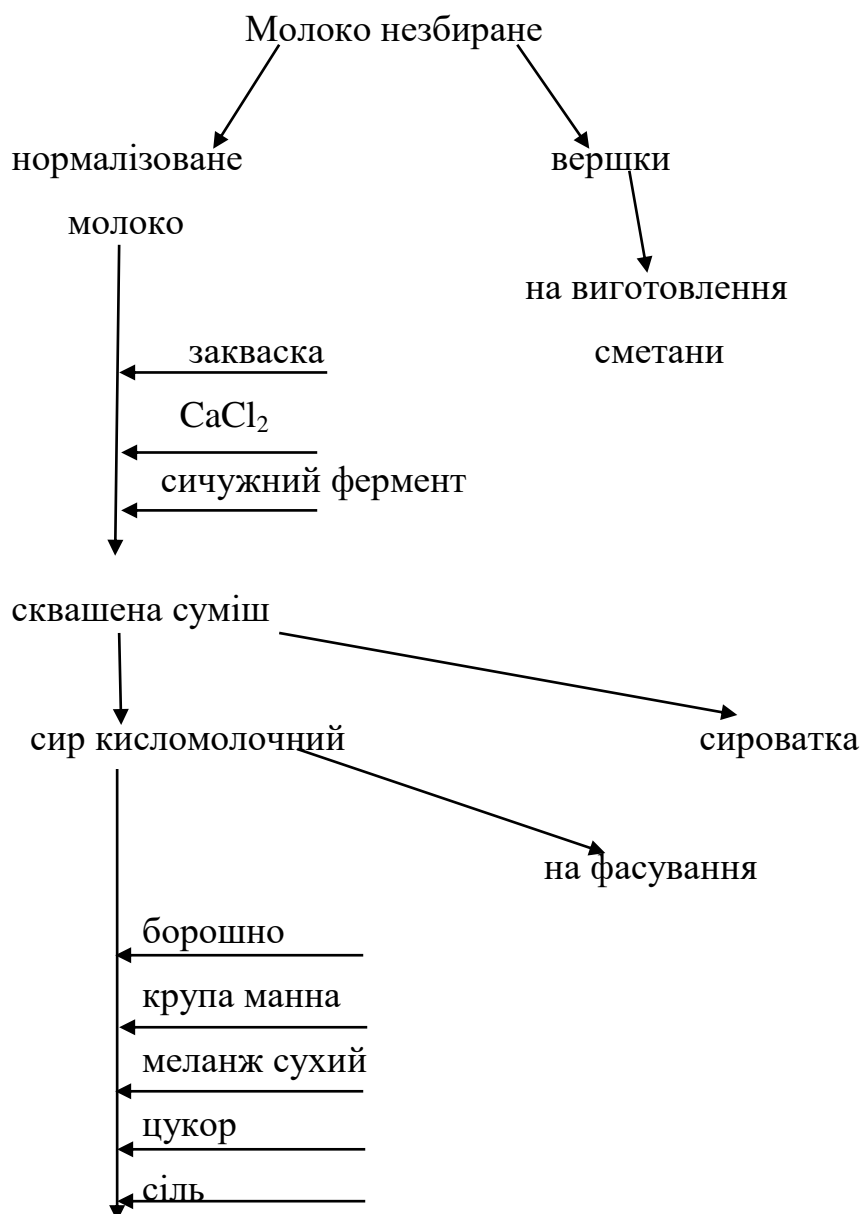 Молоко незбиране
нормалізоване
молоко
вершки
на виготовлення
сметани
закваска
CaCl₂
сичужний фермент
сквашена суміш
сир кисломолочний
сироватка
на фасування
борошно
крупа манна
меланж сухий
цукор
сіль